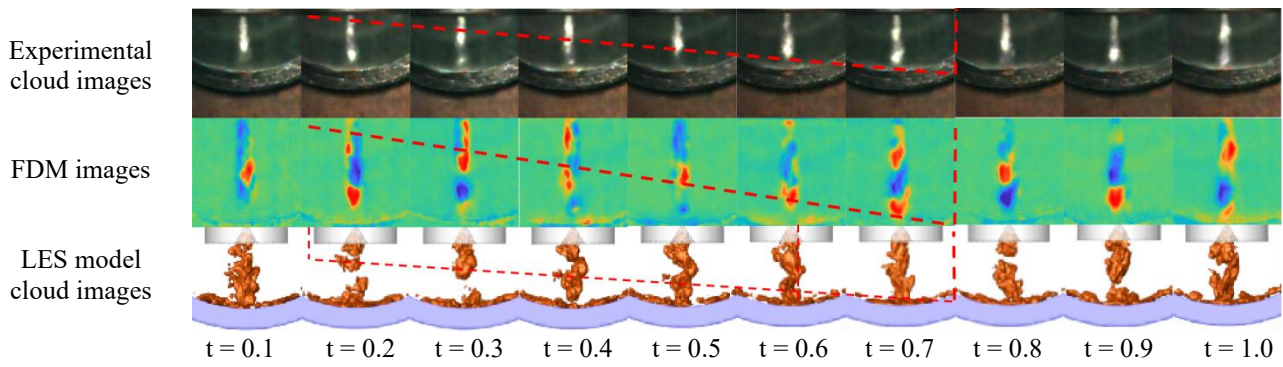 Experimental
cloud images
FDM images
LES model
cloud images
t = 0.1 t = 0.2 t = 0.3 t = 0.4 t = 0.5 t = 0.6 t = 0.7 t = 0.8 t = 0.9 t = 1.0